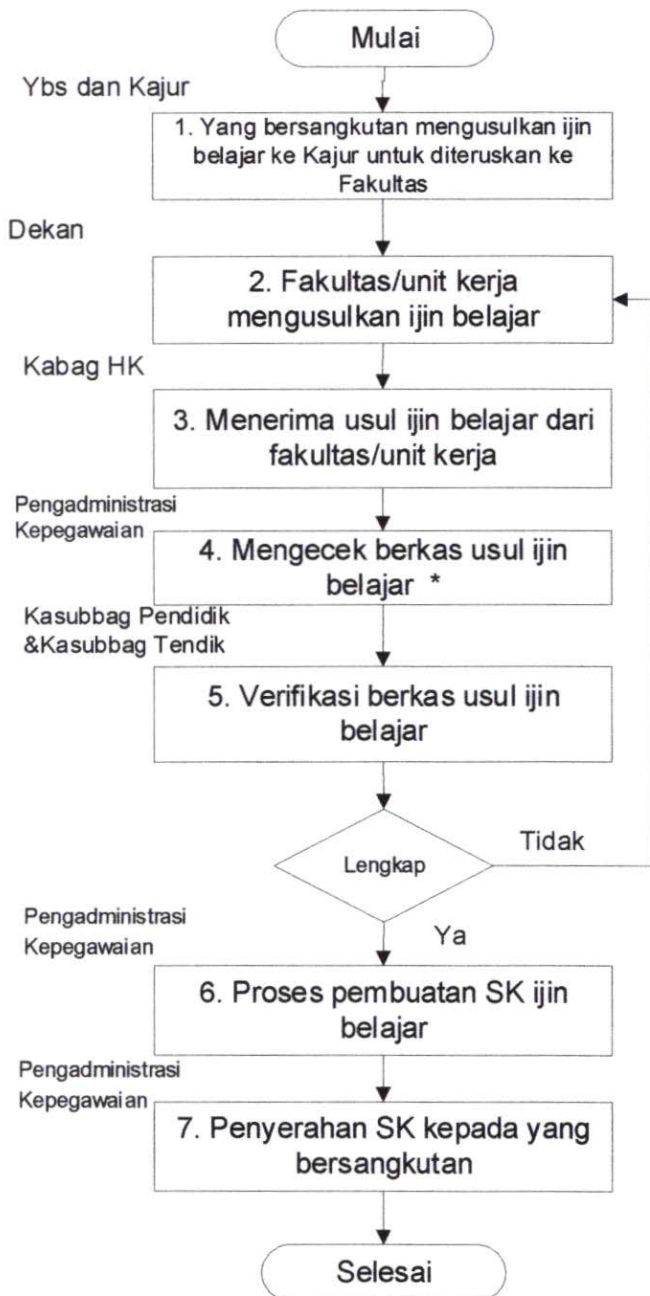 Mulai
Ybs dan Kajur
1. Yang bersangkutan mengusulkan ijin
belajar ke Kajur untuk diteruskan ke
Fakultas
Dekan
2. Fakultas/unit kerja
mengusulkan ijin belajar
Kabag HK
3. Menerima usul ijin belajar dari
fakultas/unit kerja
Pengadministrasi
Kepegawaian
4. Mengecek berkas usul ijin
belajar *
Kasubbag Pendidik
&Kasubbag Tendik
5. Verifikasi berkas usul ijin
belajar
Lengkap
Tidak
Ya
Pengadministrasi
Kepegawaian
6. Proses pembuatan SK ijin
belajar
Pengadministrasi
Kepegawaian
7. Penyerahan SK kepada yang
bersangkutan
Selesai